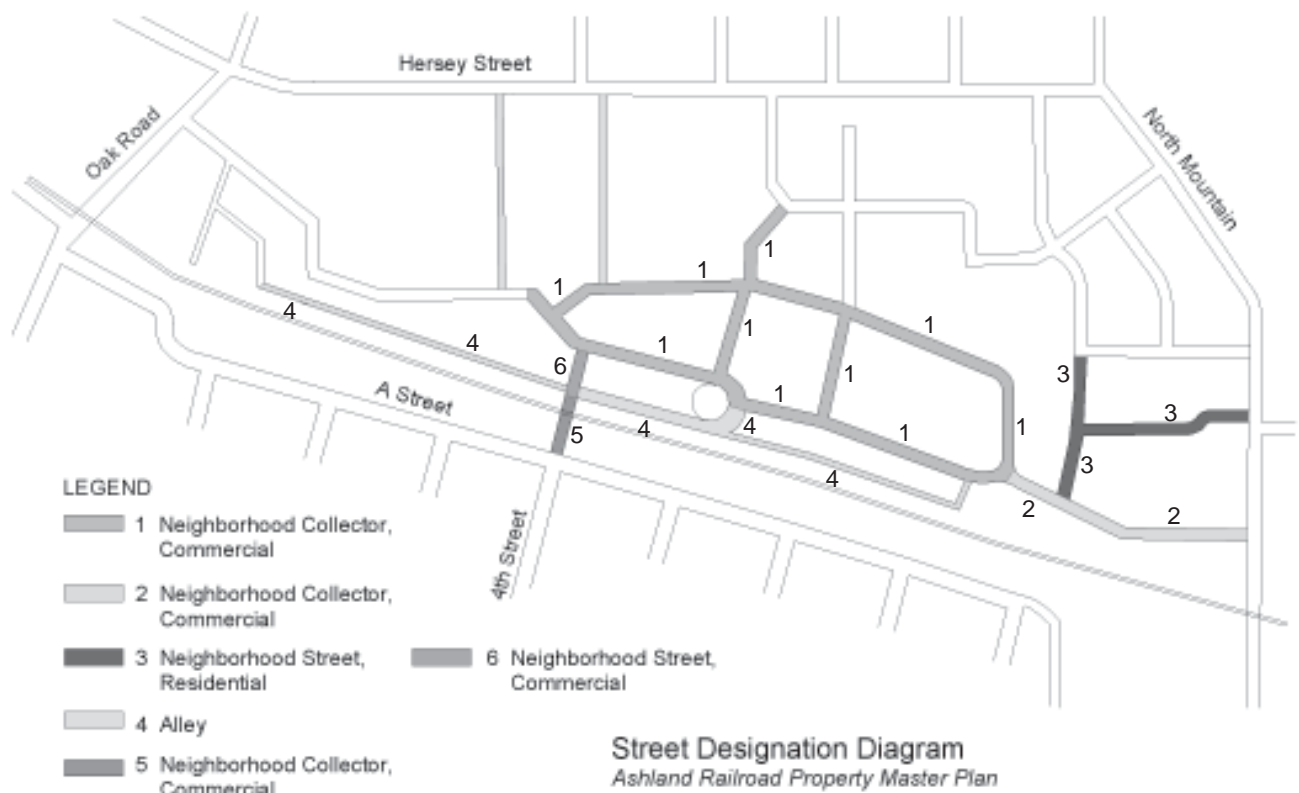 Hersey Street
Oak Road
North Mountain
1
1
1
1
1
1
1
1
1
1
1
4
4
6
5
4
4
4
3
3
3
2
2
A Street
4th Street
LEGEND
1 Neighborhood Collector,
Commercial
2 Neighborhood Collector,
Commercial
3 Neighborhood Street,
Residential
4 Alley
5 Neighborhood Collector,
Commercial
6 Neighborhood Street,
Commercial
Street Designation Diagram
Ashland Railroad Property Master Plan